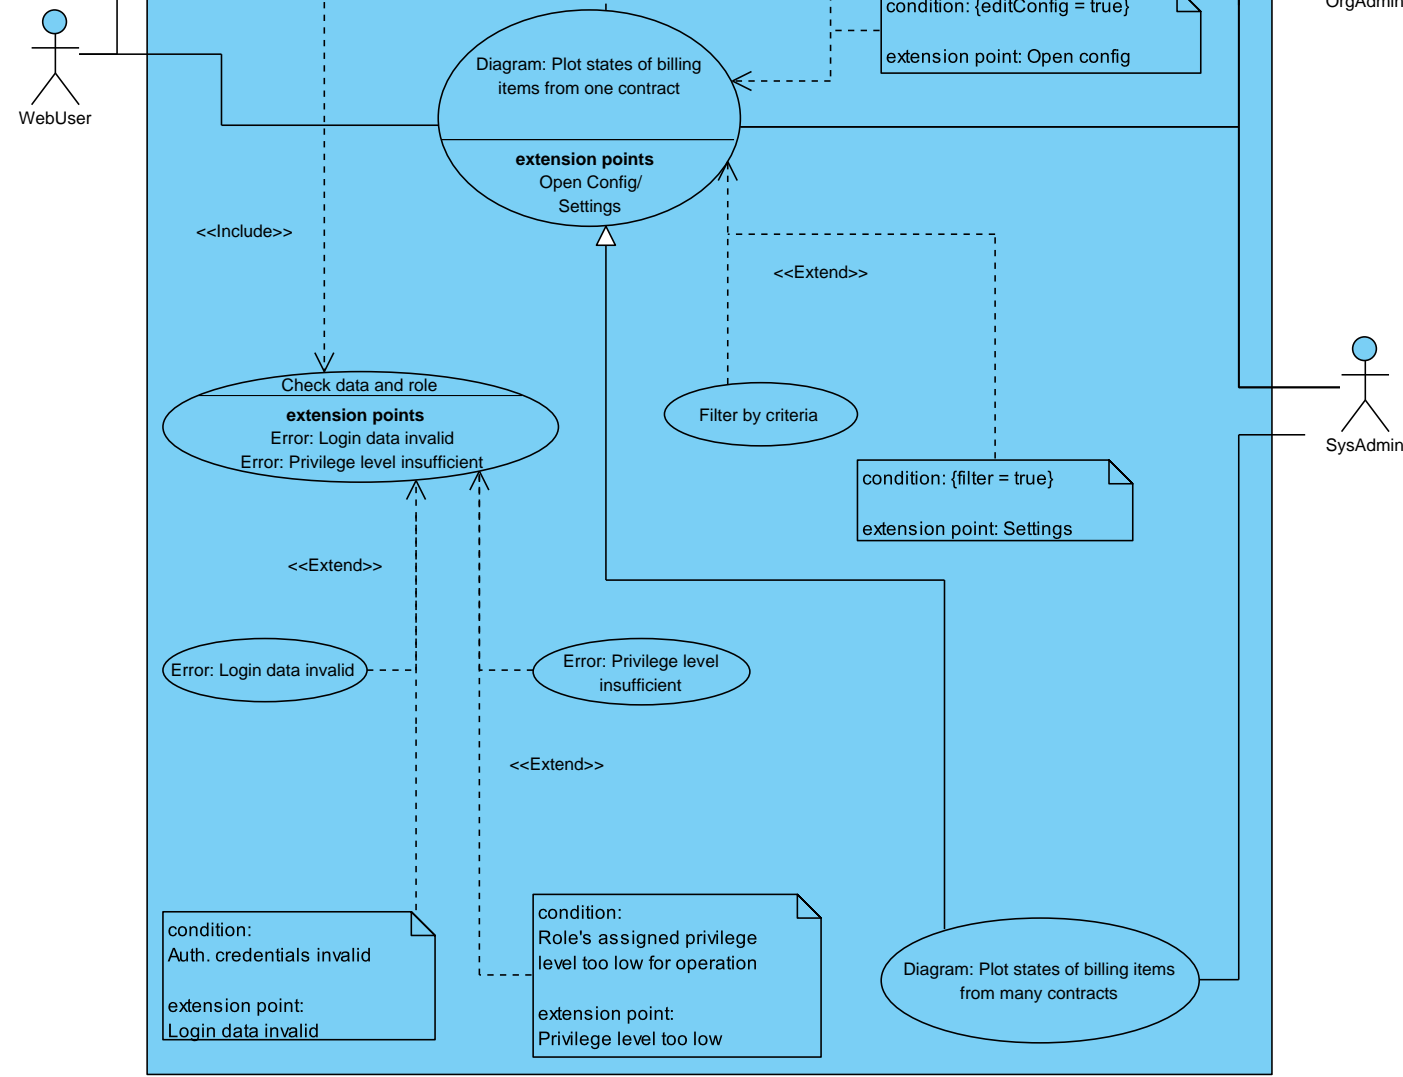 condition: {editConfig = true}
extension point: Open config
OrgAdmin
WebUser
Diagram: Plot states of billing
items from one contract
extension points
Open Config/
Settings
<<Include>>
<<Extend>>
Check data and role
extension points
Error: Login data invalid
Error: Privilege level insufficient
Filter by criteria
SysAdmin
condition: {filter = true}
extension point: Settings
<<Extend>>
Error: Login data invalid
Error: Privilege level
insufficient
<<Extend>>
condition:
Auth. credentials invalid
extension point:
Login data invalid
condition:
Role's assigned privilege
level too low for operation
extension point:
Privilege level too low
Diagram: Plot states of billing items
from many contracts